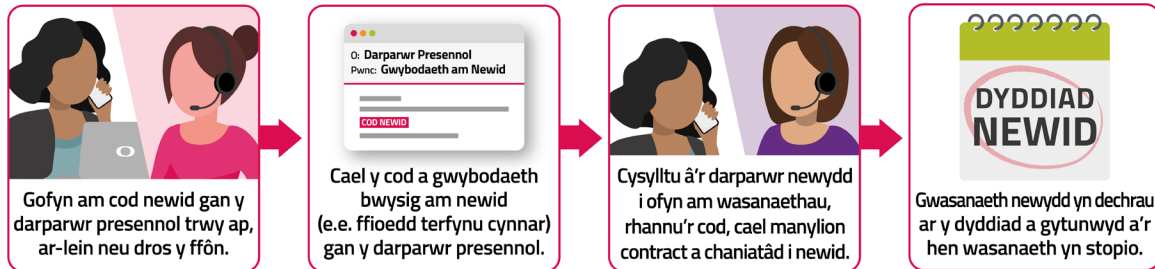 Gofyn am cod newid gan y
darparwr presennol trwy ap,
ar-lein neu dros y ffôn.
O: Darparwr Presennol
Pwnc: Gwybodaeth am Newid
COD NEWID
Cael y cod a gwybodaeth
bwysig am newid
(e.e. ffioedd terfynu cynnar)
gan y darparwr presennol.
Cysylltu â'r darparwr newydd
i ofyn am wasanaethau,
rhannu'r cod, cael manylion
contract a chaniatâd i newid.
DYDDIAD
NEWID
Gwasanaeth newydd yn dechrau
ar y dyddiad a gytunwyd a'r
hen wasanaeth yn stopio.